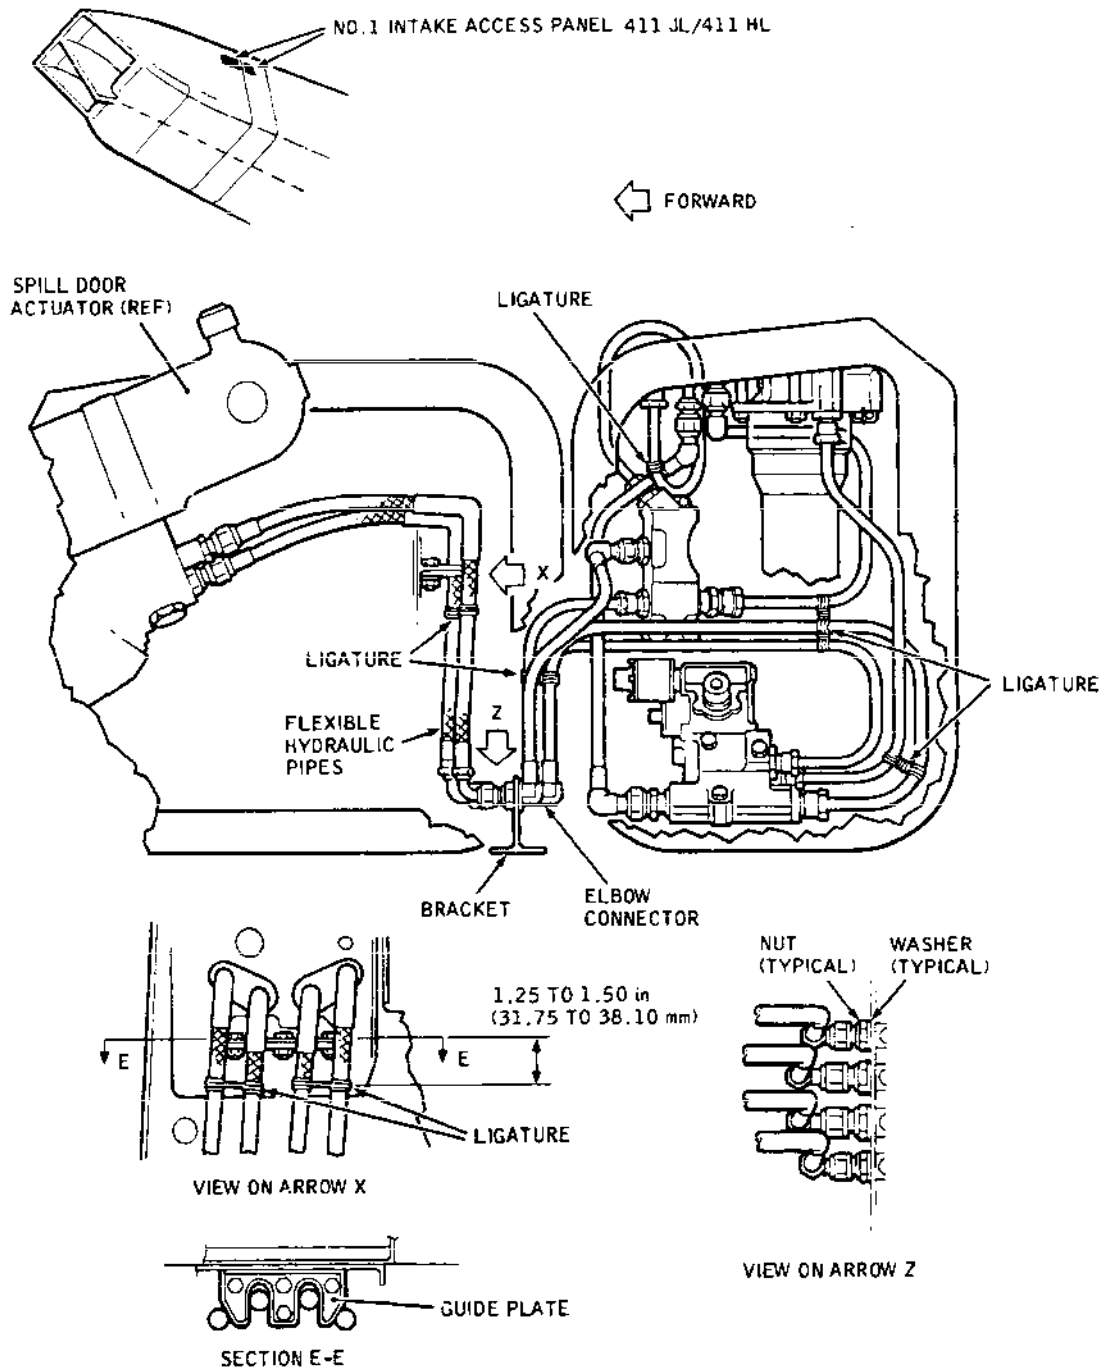 NO.1 INTAKE ACCESS PANEL 411 JL/411 HL
FORWARD
SPILL DOOR
ACTUATOR (REF)
LIGATURE
X
LIGATURE
LIGATURE
Z
FLEXIBLE
HYDRAULIC
PIPES
BRACKET
ELBOW
CONNECTOR
NUT
(TYPICAL)
WASHER
(TYPICAL)
1.25 TO 1.50 in
(31.75 TO 38.10 mm)
E
E
LIGATURE
VIEW ON ARROW X
VIEW ON ARROW Z
GUIDE PLATE
SECTION E-E